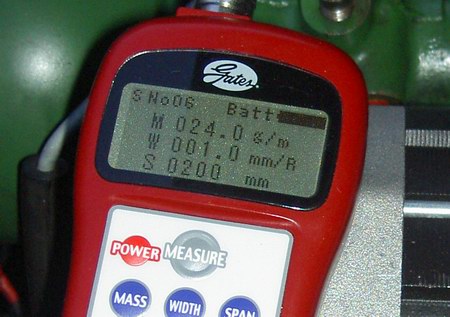 Gates
SNo06 Batt
M 024.0 g/m
W 001.0 mm/R
S 0200 mm
POWER MEASURE
MASS WIDTH SPAN